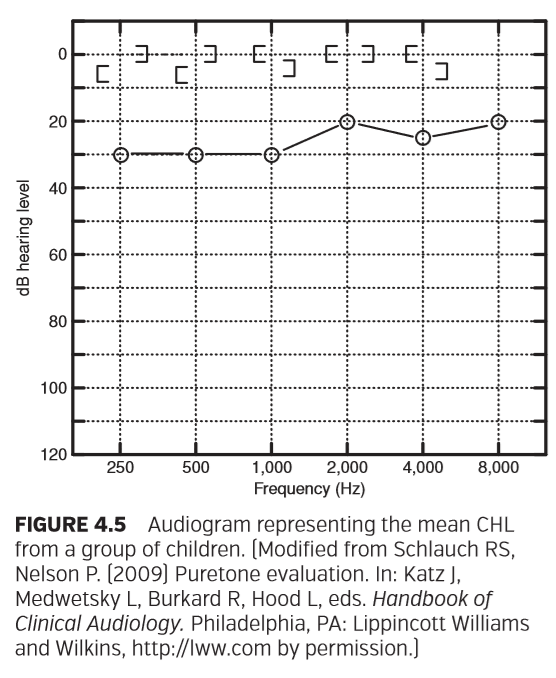 0
20
40
60
80
100
120
dB hearing level
250 500 1,000 2,000 4,000 8,000
Frequency (Hz)
FIGURE 4.5 Audiogram representing the mean CHL
from a group of children. (Modified from Schlauch RS,
Nelson P. (2009) Puretone evaluation. In: Katz J,
Medwetsky L, Burkard R, Hood L, eds. Handbook of
Clinical Audiology. Philadelphia, PA: Lippincott Williams
and Wilkins, http://lww.com by permission.)